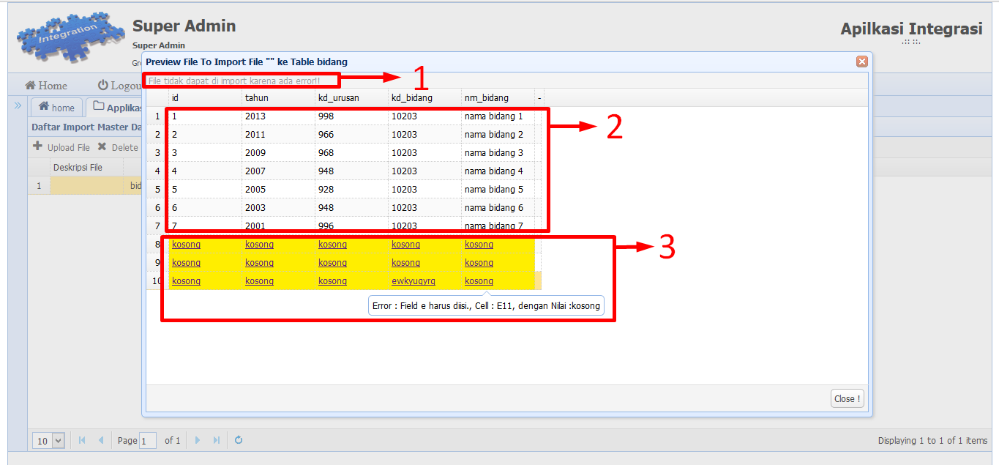 Integration
Super Admin
Super Admin
Gr
Apilkasi Integrasi
.:: ::.
Preview File To Import File "" ke Table bidang
Home
Logou
File tidak dapat di import karena ada error!!
1
home
Applikas
id tahun kd_urusan kd_bidang nm_bidang -
Daftar Import Master Da
Upload File Delete
Deskripsi File
1 bid
1 1 2013 998 10203 nama bidang 1
2 2 2011 966 10203 nama bidang 2
3 3 2009 968 10203 nama bidang 3
4 4 2007 948 10203 nama bidang 4
5 5 2005 928 10203 nama bidang 5
6 6 2003 948 10203 nama bidang 6
7 7 2001 996 10203 nama bidang 7
2
8 kosong kosong kosong kosong kosong
9 kosong kosong kosong kosong kosong
10 kosong kosong kosong ewkyuqyrq kosong
3
Error : Field e harus diisi., Cell : E11, dengan Nilai :kosong
Close !
10 Page 1 of 1
Displaying 1 to 1 of 1 items